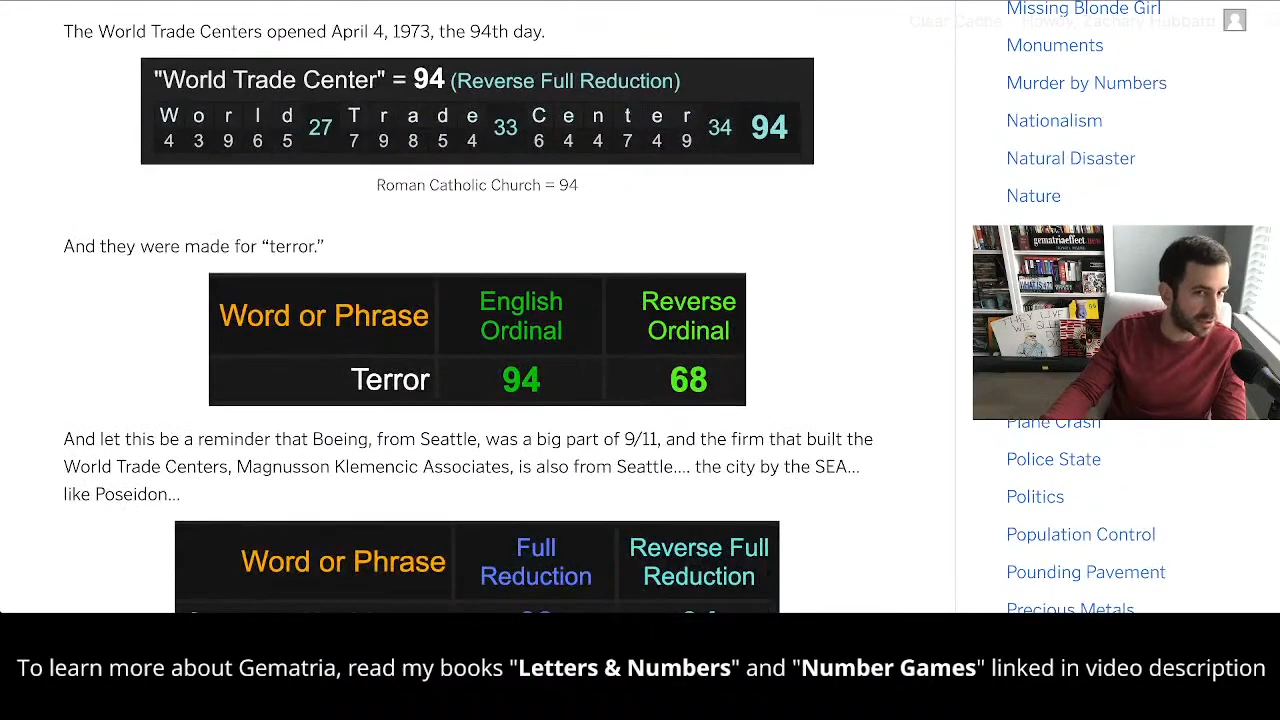 Missing Blonde Girl
Clear Cache Howdy, Zachary Hubbard
The World Trade Centers opened April 4, 1973, the 94th day.
Monuments
"World Trade Center" = 94 (Reverse Full Reduction)
Murder by Numbers
W o r l d 27 T r a d e 33 C e n t e r 34 94
4 3 9 6 5 7 9 8 5 4 6 4 4 7 4 9
Nationalism
Natural Disaster
Roman Catholic Church = 94
Nature
And they were made for “terror.”
gematriaeffect.news
Word or Phrase
English
Ordinal
Reverse
Ordinal
Terror 94 68
And let this be a reminder that Boeing, from Seattle, was a big part of 9/11, and the firm that built the
World Trade Centers, Magnusson Klemencic Associates, is also from Seattle.... the city by the SEA...
like Poseidon...
Plane Crash
Police State
Politics
Population Control
Pounding Pavement
Precious Metals
Word or Phrase
Full
Reduction
Reverse Full
Reduction
To learn more about Gematria, read my books "Letters & Numbers" and "Number Games" linked in video description